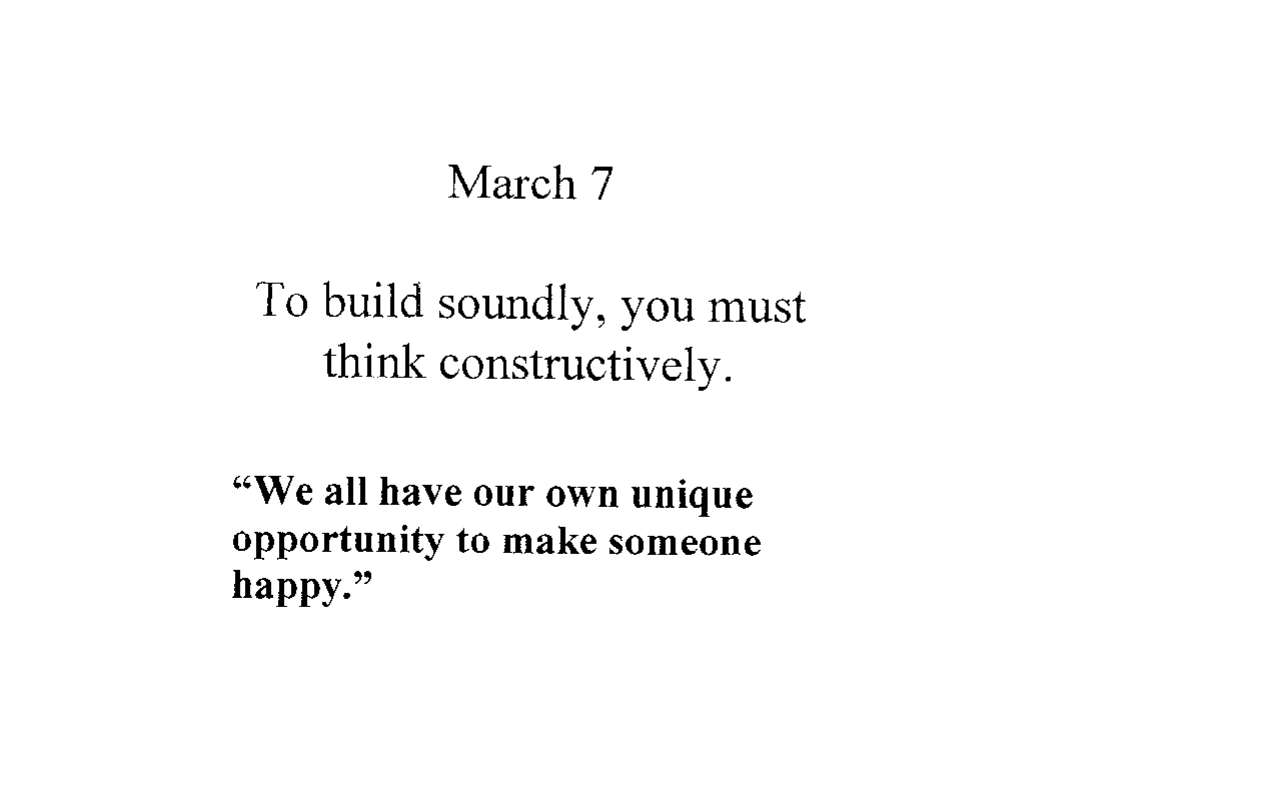 March 7
To build soundly, you must
think constructively.
“We all have our own unique
opportunity to make someone
happy.”